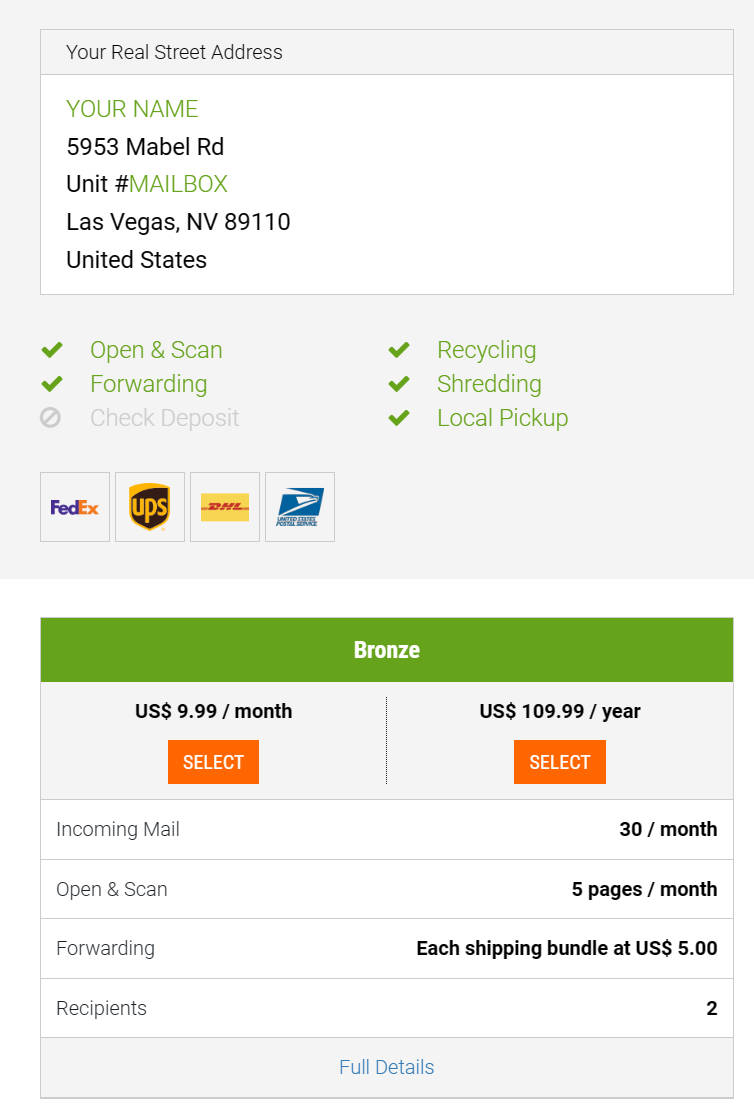 Your Real Street Address
YOUR NAME
5953 Mabel Rd
Unit #MAILBOX
Las Vegas, NV 89110
United States
Open & Scan
Recycling
Forwarding
Shredding
Check Deposit
Local Pickup
FedEx
ups
DHL
UNITED STATES
POSTAL SERVICE
Bronze
US$ 9.99 / month
US$ 109.99 / year
SELECT
SELECT
Incoming Mail 30 / month
Open & Scan 5 pages / month
Forwarding Each shipping bundle at US$ 5.00
Recipients 2
Full Details